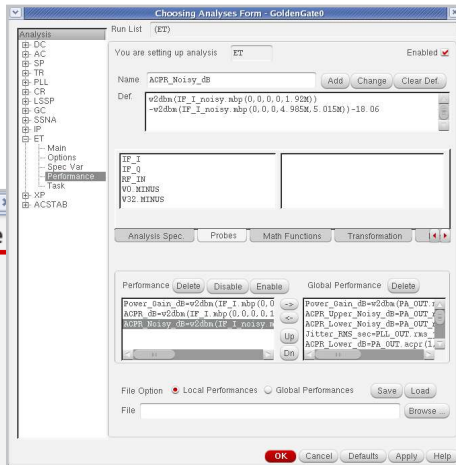 Choosing Analyses Form - GoldenGate0
Analysis
DC
AC
SP
TR
PLL
CR
LSSP
GC
SSNA
IP
ET
Main
Options
Spec Var
Performance
Task
XP
ACSTAB
Run List (ET)
You are setting up analysis ET Enabled
Name ACPR_Noisy_dB Add Change Clear Def.
Def. w2dbm(IF_I_noisy.mbp(0,0,0,0,1.92M))
-w2dbm(IF_I_noisy.mbp(0,0,0,4.985M,5.015M))-18.06
IF_I
IF_Q
RF_IN
V0.MINUS
V32.MINUS
Analysis Spec. Probes Math Functions Transformation
Performance Delete Disable Enable
Power_Gain_dB=w2dbm(IF_I.mbp(0,0
ACPR_dB=w2dbm(IF_I.mbp(0,0,0,0,1
ACPR_Noisy_dB=w2dbm(IF_I_noisy.m
->
<-
Up
Dn
Global Performance Delete
Power_Gain_dB=w2dbm(PA_OUT.
ACPR_Upper_Noisy_dB=PA_OUT_
ACPR_Lower_Noisy_dB=PA_OUT_
Jitter_RMS_sec=PLL_OUT.rms_
ACPR_Lower_dB=PA_OUT.acpr(1,
File Option Local Performances Global Performances Save Load
File Browse ...
OK Cancel Defaults Apply Help